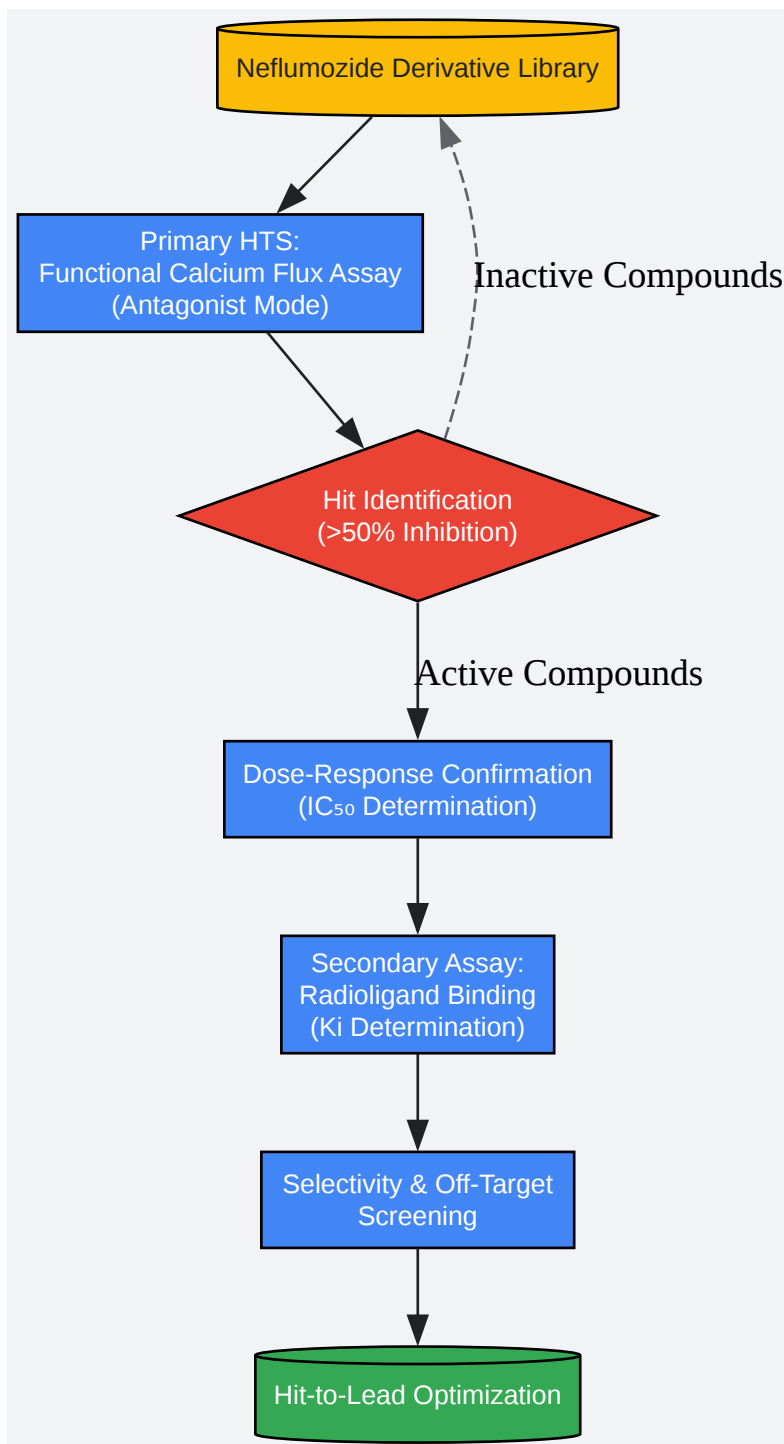 Neflumozide Derivative Library
Primary HTS:
Functional Calcium Flux Assay
(Antagonist Mode)
Inactive Compounds
Hit Identification
(>50% Inhibition)
Active Compounds
Dose-Response Confirmation
(IC₅₀ Determination)
Secondary Assay:
Radioligand Binding
(Ki Determination)
Selectivity & Off-Target
Screening
Hit-to-Lead Optimization